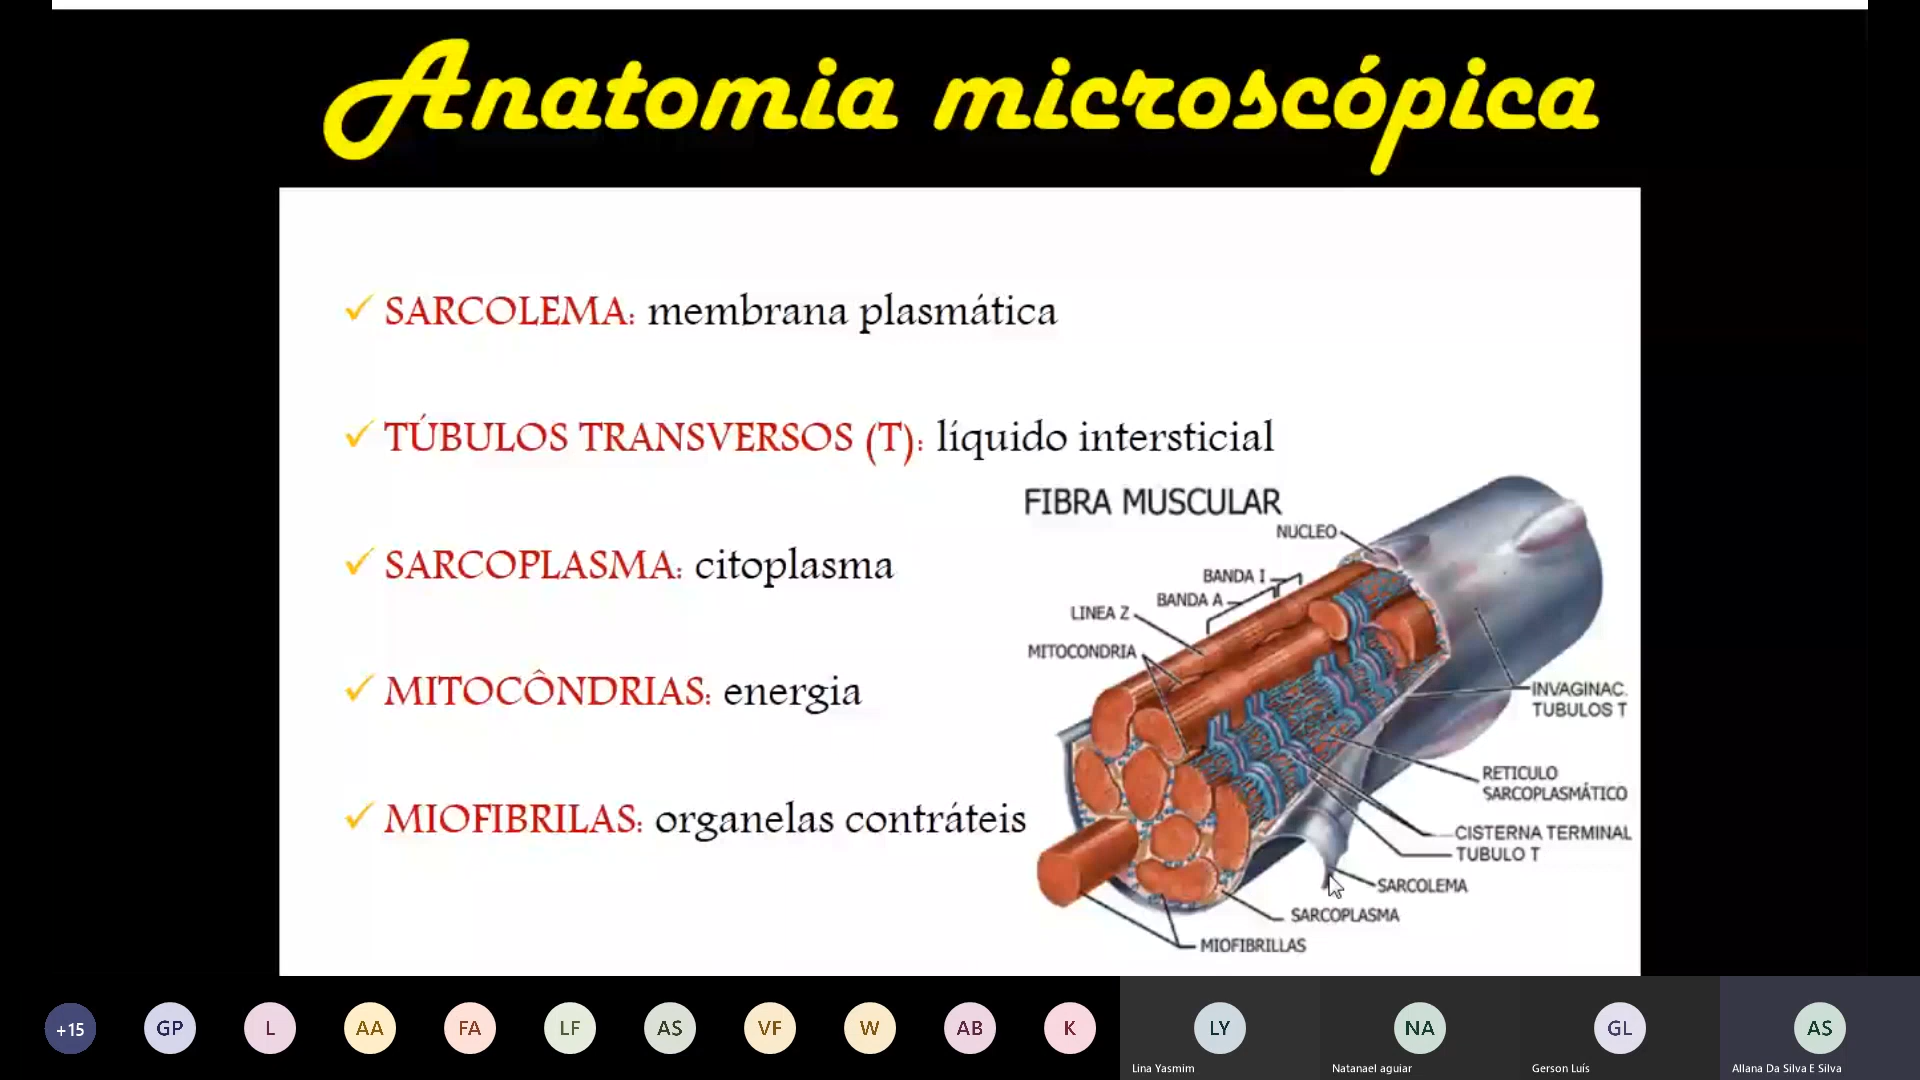 Anatomia microscópica
✓ SARCOLEMA: membrana plasmática
✓ TÚBULOS TRANSVERSOS (T): líquido intersticial
✓ SARCOPLASMA: citoplasma
✓ MITOCÔNDRIAS: energia
✓ MIOFIBRILAS: organelas contráteis
FIBRA MUSCULAR
NUCLEO
BANDA I
BANDA A
LINEA Z
MITOCONDRIA
INVAGINAC.
TUBULOS T
RETICULO
SARCOPLASMÁTICO
CISTERNA TERMINAL
TUBULO T
SARCOLEMA
SARCOPLASMA
MIOFIBRILLAS
+15 GP L AA FA LF AS VF W AB K LY NA GL AS
Lina Yasmim Natanael aguiar Gerson Luís Allana Da Silva E Silva